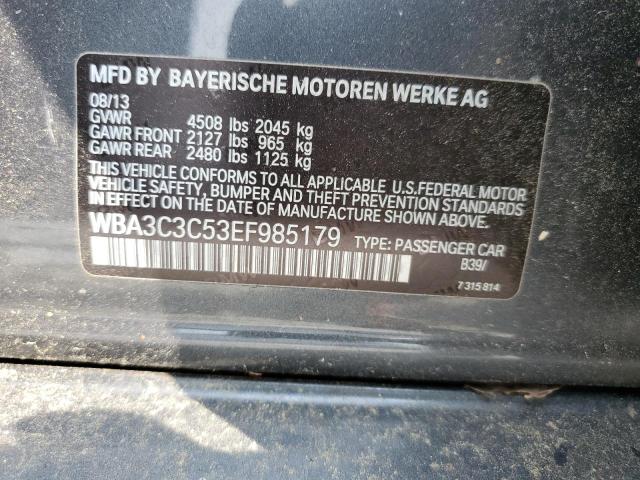 MFD BY BAYERISCHE MOTOREN WERKE AG
08/13
GVWR 4508 lbs 2045 kg
GAWR FRONT 2127 lbs 965 kg
GAWR REAR 2480 lbs 1125 kg
THIS VEHICLE CONFORMS TO ALL APPLICABLE U.S.FEDERAL MOTOR
VEHICLE SAFETY, BUMPER AND THEFT PREVENTION STANDARDS
IN EFFECT ON THE DATE OF MANUFACTURE SHOWN ABOVE.
WBA3C3C53EF985179 TYPE: PASSENGER CAR
B39/
7 315 814